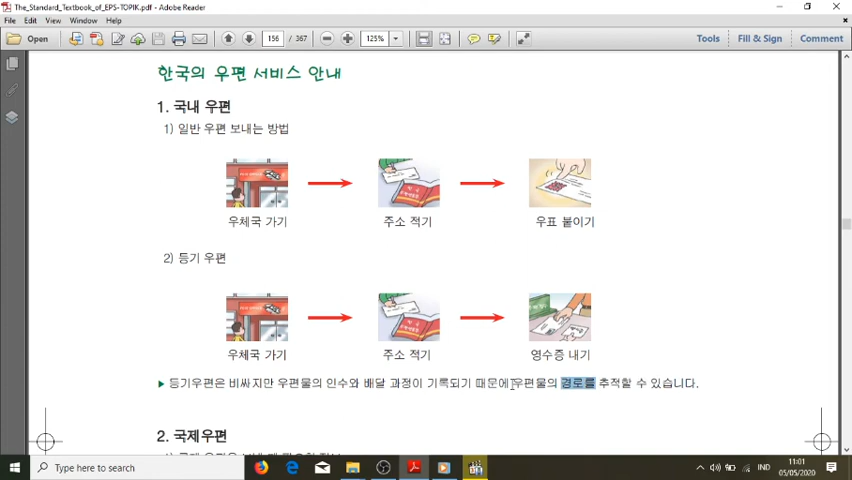 The_Standard_Textbook_of_EPS-TOPIK.pdf - Adobe Reader
File Edit View Window Help
Open 156 / 367 125% Tools Fill & Sign Comment
한국의 우편 서비스 안내
1. 국내 우편
1) 일반 우편 보내는 방법
우체국 가기 주소 적기 우표 붙이기
2) 등기 우편
우체국 가기 주소 적기 영수증 내기
▶ 등기우편은 비싸지만 우편물의 인수와 배달 과정이 기록되기 때문에 우편물의 경로를 추적할 수 있습니다.
2. 국제우편
Type here to search IND 11:01
05/05/2020